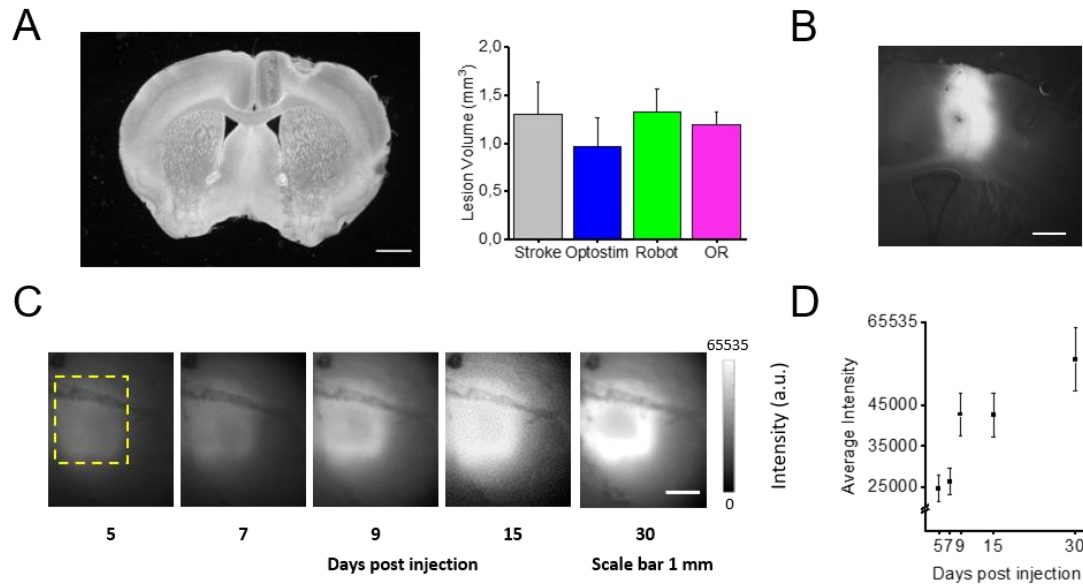 A
Lesion Volume (mm³)
2,0
1,5
1,0
0,5
0,0
Stroke Optostim Robot OR
B
C
65535
0
Intensity (a.u.)
5 7 9 15 30
Days post injection Scale bar 1 mm
D
Average Intensity
65535
45000
35000
25000
5 7 9 15 30
Days post injection